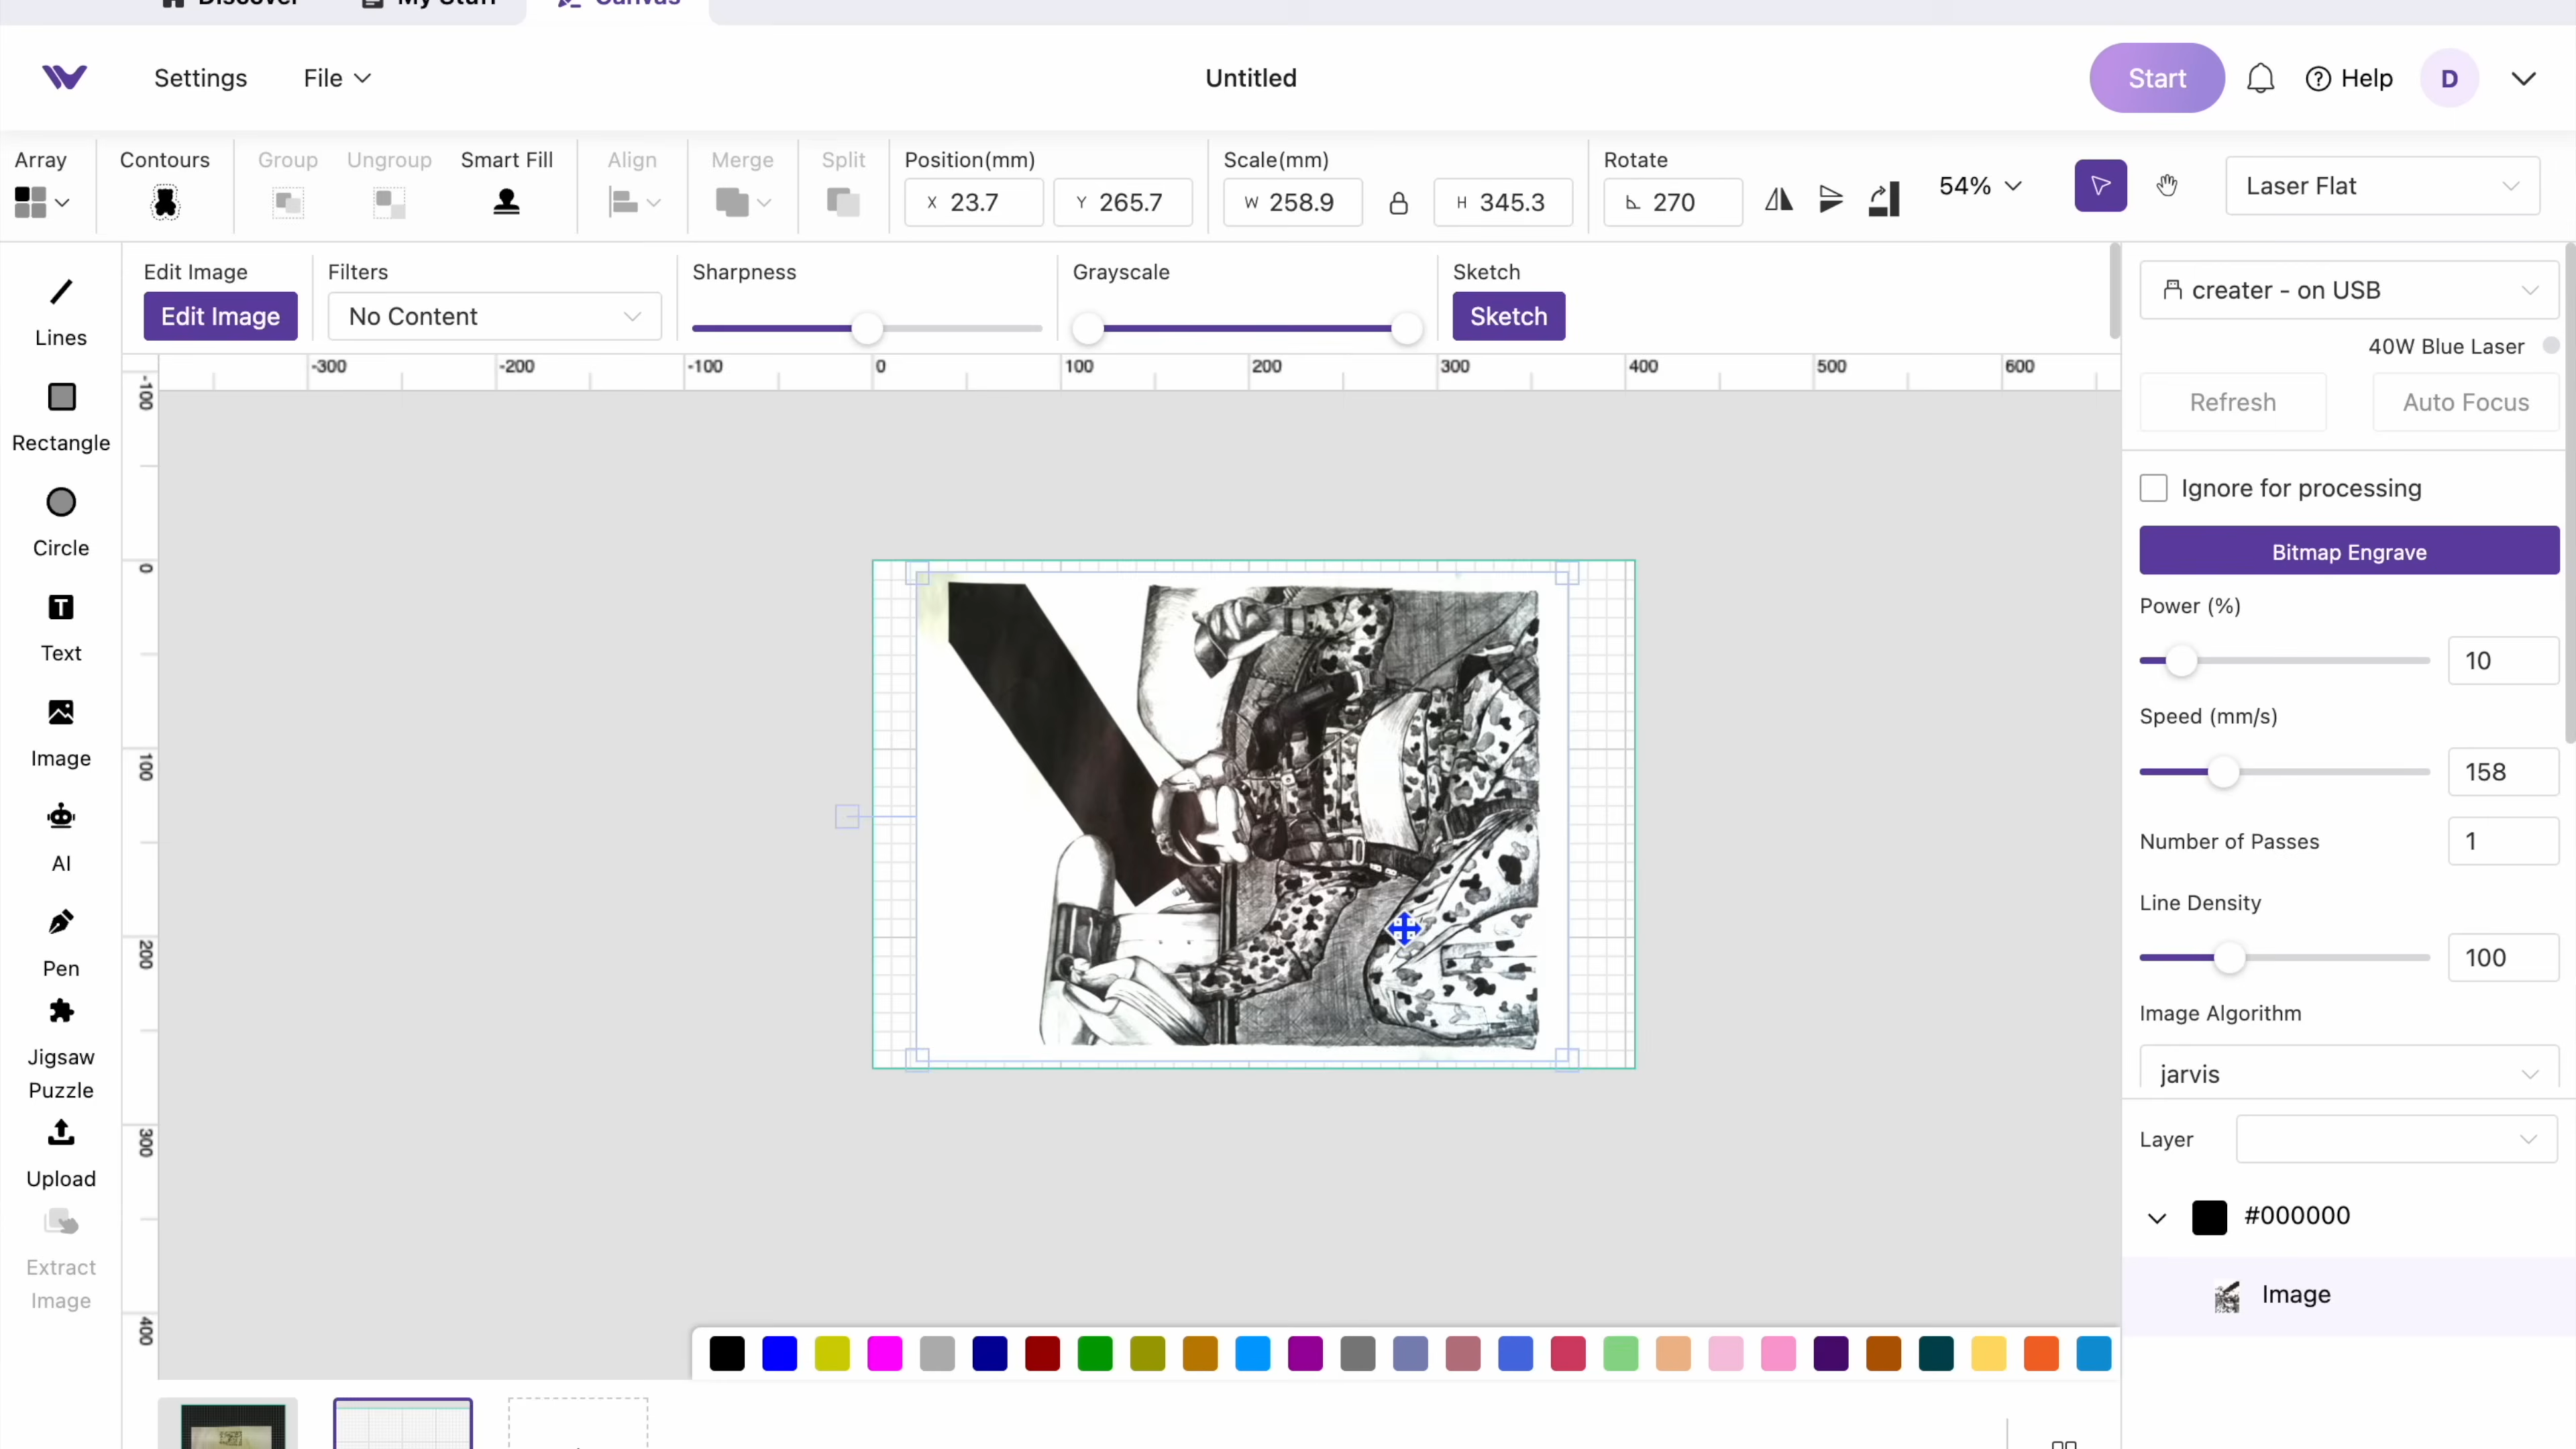 Discover My Stuff Canvas
Settings File Untitled Start Help D
Array Contours Group Ungroup Smart Fill Align Merge Split Position(mm) Scale(mm) Rotate
X 23.7 Y 265.7 W 258.9 H 345.3 270 54% Laser Flat
Edit Image Filters Sharpness Grayscale Sketch
Edit Image No Content Sketch
creater - on USB
40W Blue Laser
Refresh Auto Focus
-300 -200 -100 0 100 200 300 400 500 600
-100
0
100
200
300
400
Lines
Rectangle
Circle
Text
Image
AI
Pen
Jigsaw
Puzzle
Upload
Extract
Image
Ignore for processing
Bitmap Engrave
Power (%)
10
Speed (mm/s)
158
Number of Passes 1
Line Density
100
Image Algorithm
jarvis
Layer
#000000
Image